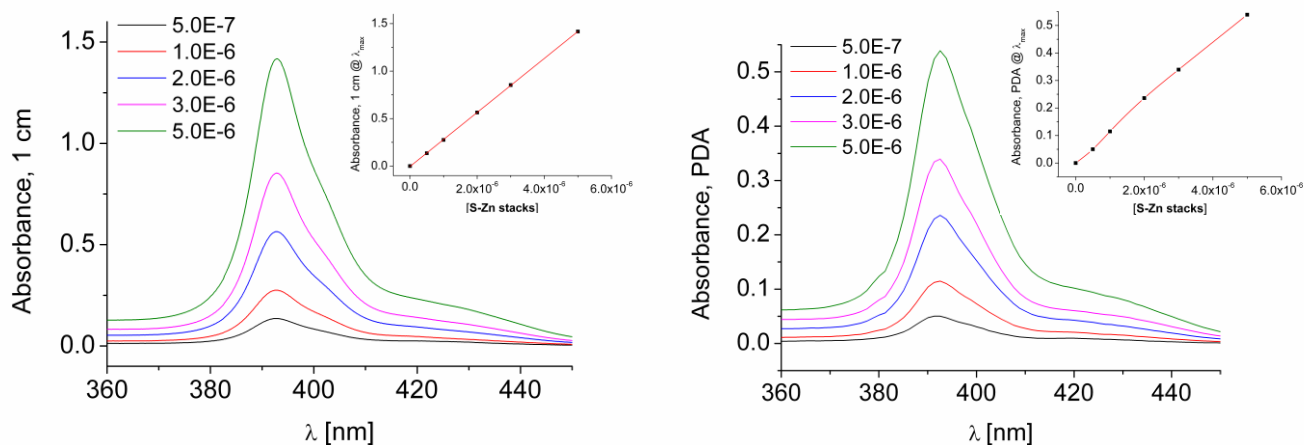 5.0E-7
1.0E-6
2.0E-6
3.0E-6
5.0E-6
1.5
1.0
0.5
0.0
360
380
400
420
440
λ [nm]
Absorbance, 1 cm
1.5
1.0
0.5
0.0
0.0
2.0x10⁻⁶
4.0x10⁻⁶
6.0x10⁻⁶
[S-Zn stacks]
Absorbance, 1 cm @ λmax
5.0E-7
1.0E-6
2.0E-6
3.0E-6
5.0E-6
0.5
0.4
0.3
0.2
0.1
0.0
360
380
400
420
440
λ [nm]
Absorbance, PDA
0.5
0.4
0.3
0.2
0.1
0.0
0.0
2.0x10⁻⁶
4.0x10⁻⁶
6.0x10⁻⁶
[S-Zn stacks]
Absorbance, PDA @ λmax